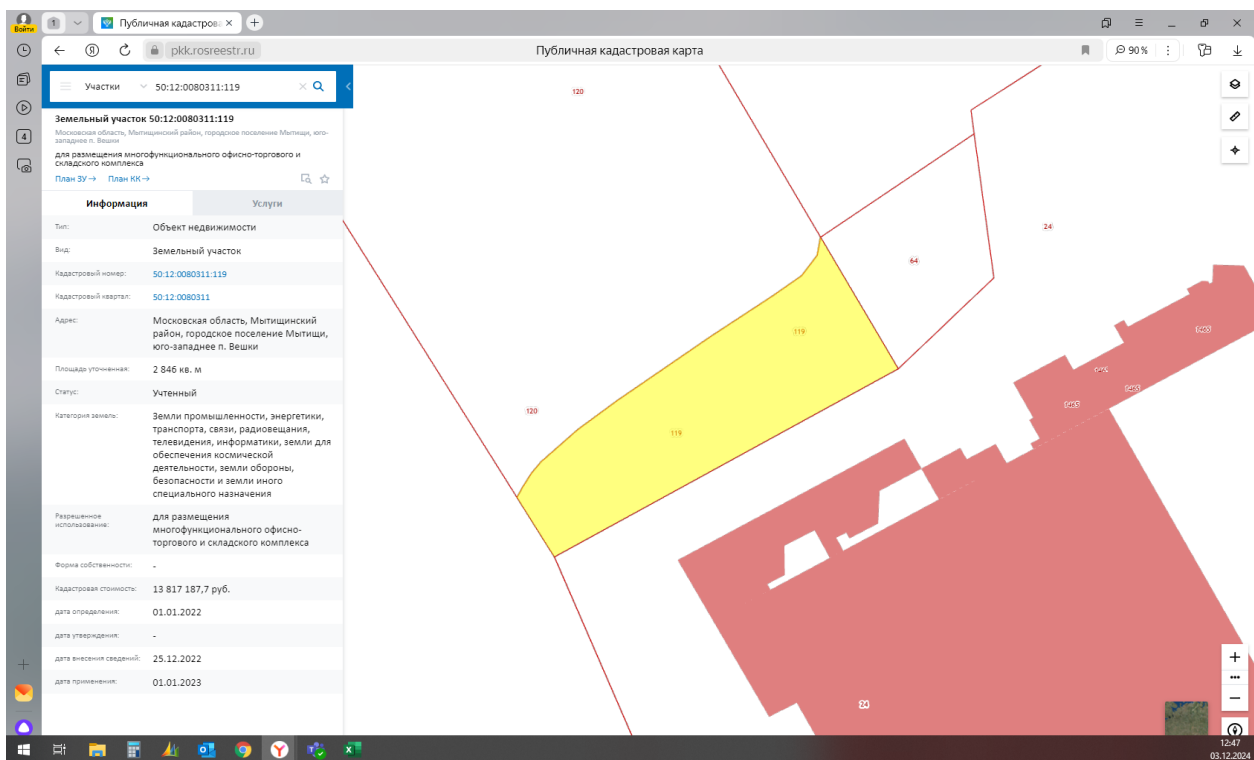 Войти
1
Публичная кадастрова
pkk.rosreestr.ru
Публичная кадастровая карта
90 %
4
Участки
50:12:0080311:119
Земельный участок 50:12:0080311:119
Московская область, Мытищинский район, городское поселение Мытищи, юго-
западнее п. Вешки
для размещения многофункционального офисно-торгового и
складского комплекса
План ЗУ →
План КК →
Информация
Услуги
Тип:
Объект недвижимости
Вид:
Земельный участок
Кадастровый номер:
50:12:0080311:119
Кадастровый квартал:
50:12:0080311
Адрес:
Московская область, Мытищинский
район, городское поселение Мытищи,
юго-западнее п. Вешки
Площадь уточненная:
2 846 кв. м
Статус:
Учтенный
Категория земель:
Земли промышленности, энергетики,
транспорта, связи, радиовещания,
телевидения, информатики, земли для
обеспечения космической
деятельности, земли обороны,
безопасности и земли иного
специального назначения
Разрешенное
использование:
для размещения
многофункционального офисно-
торгового и складского комплекса
Форма собственности:
-
Кадастровая стоимость:
13 817 187,7 руб.
дата определения:
01.01.2022
дата утверждения:
-
дата внесения сведений:
25.12.2022
дата применения:
01.01.2023
120
24
64
119
1465
1465
1465
120
119
12:47
03.12.2024